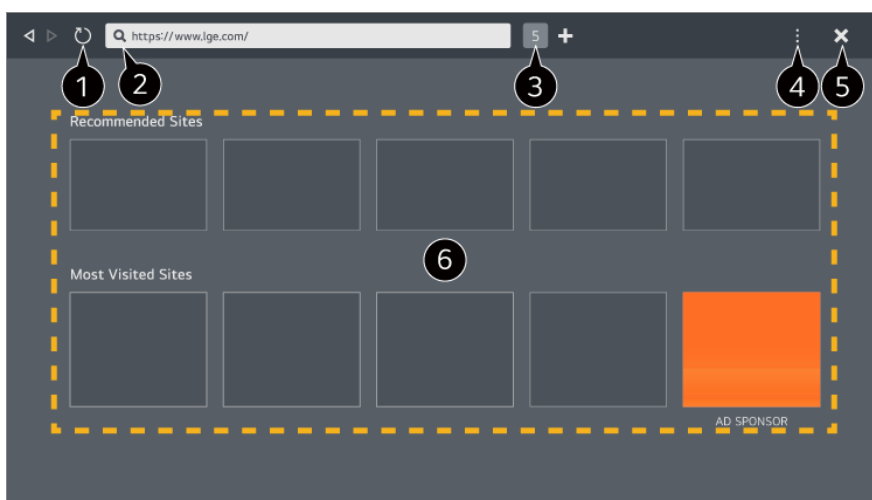 https://www.lge.com/ 5
1 2 3 4 5
Recommended Sites
6
Most Visited Sites
AD SPONSOR